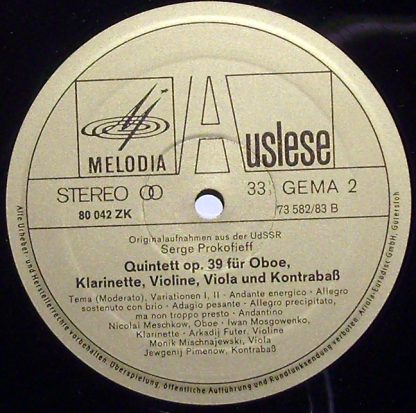 MELODIA
Auslese
STEREO
33
GEMA 2
80 042 ZK
73 582/83 B
Originalaufnahmen aus der UdSSR
Serge Prokofieff
Quintett op. 39 für Oboe,
Klarinette, Violine, Viola und Kontrabaß
Tema (Moderato), Variationen I, II - Andante energico - Allegro
sostenuto con brio - Adagio pesante - Allegro precipitato,
ma non troppo presto - Andantino
Nicolai Meschkow, Oboe - Iwan Mosgowenko,
Klarinette - Arkadij Futer, Violine
Monik Mischnajewski, Viola
Jewgenij Pimenow, Kontrabaß
Alle Urheber- und Herstellerrechte vorbehalten. Überspielung, öffentliche Aufführung und Rundfunksendung verboten. Ariola-Eurodisc GmbH, Gütersloh